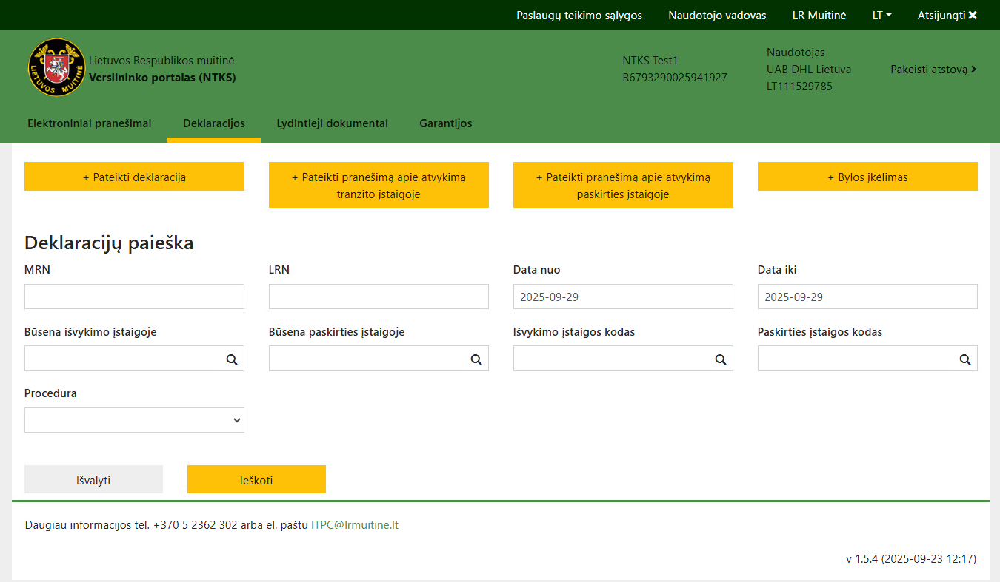 Paslaugų teikimo sąlygos Naudotojo vadovas LR Muitinė LT Atsijungti
LIETUVOS MUITINĖ
Lietuvos Respublikos muitinė
Verslininko portalas (NTKS)
NTKS Test1
R6793290025941927
Naudotojas
UAB DHL Lietuva
LT111529785
Pakeisti atstovą
Elektroniniai pranešimai Deklaracijos Lydintieji dokumentai Garantijos
+ Pateikti deklaraciją
+ Pateikti pranešimą apie atvykimą
tranzito įstaigoje
+ Pateikti pranešimą apie atvykimą
paskirties įstaigoje
+ Bylos įkėlimas
Deklaracijų paieška
MRN LRN Data nuo Data iki
2025-09-29 2025-09-29
Būsena išvykimo įstaigoje Būsena paskirties įstaigoje Išvykimo įstaigos kodas Paskirties įstaigos kodas
Procedūra
Išvalyti Ieškoti
Daugiau informacijos tel. +370 5 2362 302 arba el. paštu ITPC@lrmuitine.lt
v 1.5.4 (2025-09-23 12:17)